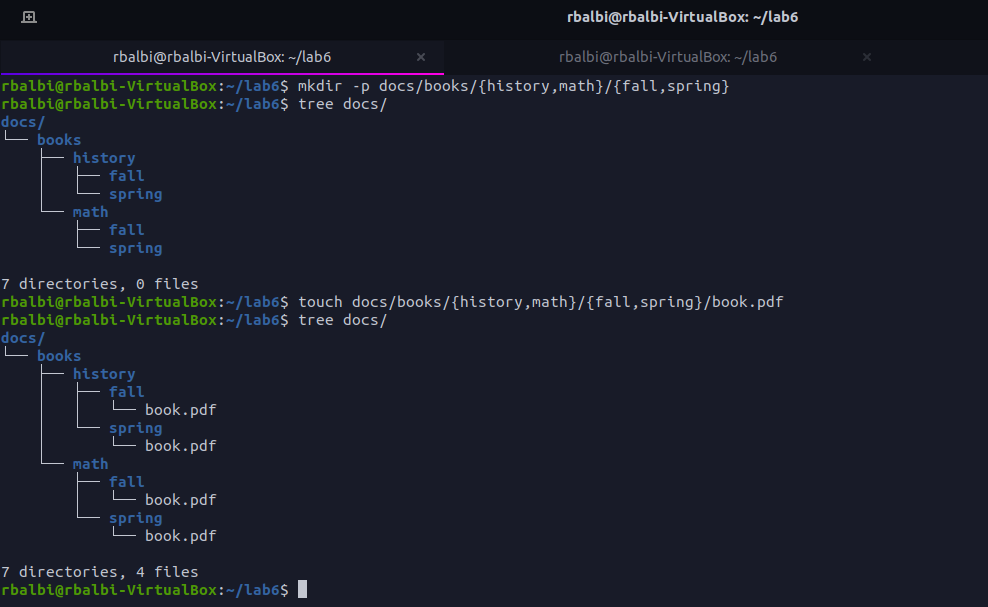 rbalbi@rbalbi-VirtualBox: ~/lab6
rbalbi@rbalbi-VirtualBox: ~/lab6 × rbalbi@rbalbi-VirtualBox: ~/lab6 ×
rbalbi@rbalbi-VirtualBox:~/lab6$ mkdir -p docs/books/{history,math}/{fall,spring}
rbalbi@rbalbi-VirtualBox:~/lab6$ tree docs/
docs/
└── books
    ├── history
    │   ├── fall
    │   └── spring
    └── math
        ├── fall
        └── spring

7 directories, 0 files
rbalbi@rbalbi-VirtualBox:~/lab6$ touch docs/books/{history,math}/{fall,spring}/book.pdf
rbalbi@rbalbi-VirtualBox:~/lab6$ tree docs/
docs/
└── books
    ├── history
    │   ├── fall
    │   │   └── book.pdf
    │   └── spring
    │       └── book.pdf
    └── math
        ├── fall
        │   └── book.pdf
        └── spring
            └── book.pdf

7 directories, 4 files
rbalbi@rbalbi-VirtualBox:~/lab6$